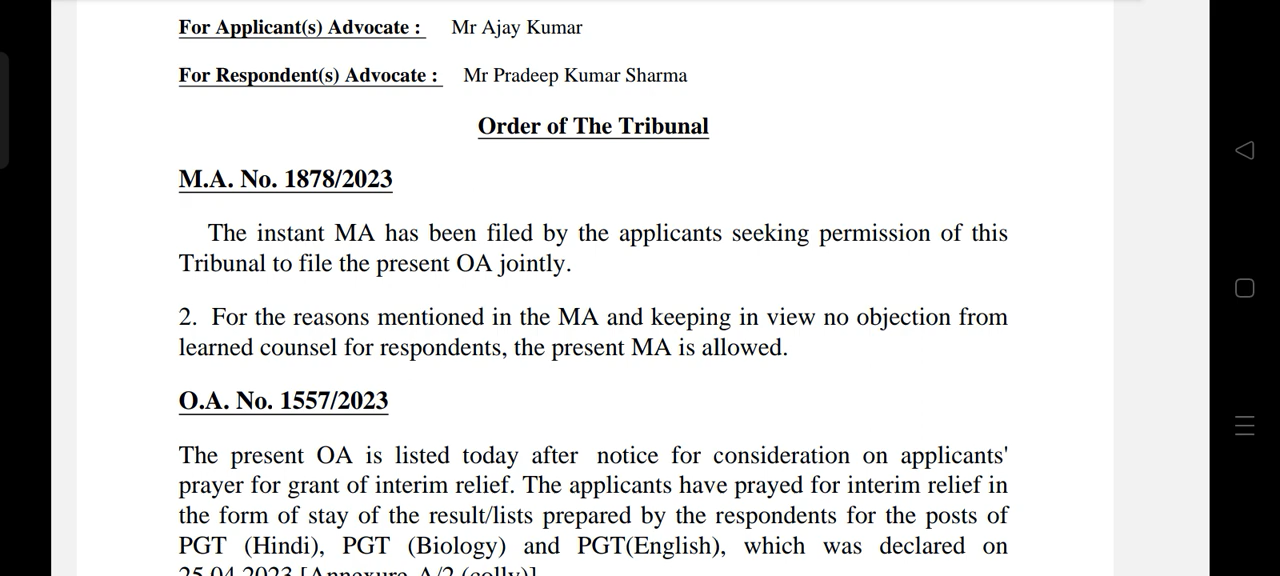 For Applicant(s) Advocate : Mr Ajay Kumar
For Respondent(s) Advocate : Mr Pradeep Kumar Sharma
Order of The Tribunal
M.A. No. 1878/2023
The instant MA has been filed by the applicants seeking permission of this
Tribunal to file the present OA jointly.
2. For the reasons mentioned in the MA and keeping in view no objection from
learned counsel for respondents, the present MA is allowed.
O.A. No. 1557/2023
The present OA is listed today after notice for consideration on applicants'
prayer for grant of interim relief. The applicants have prayed for interim relief in
the form of stay of the result/lists prepared by the respondents for the posts of
PGT (Hindi), PGT (Biology) and PGT(English), which was declared on
25.04.2023 [Annexure A/2 (colly)]